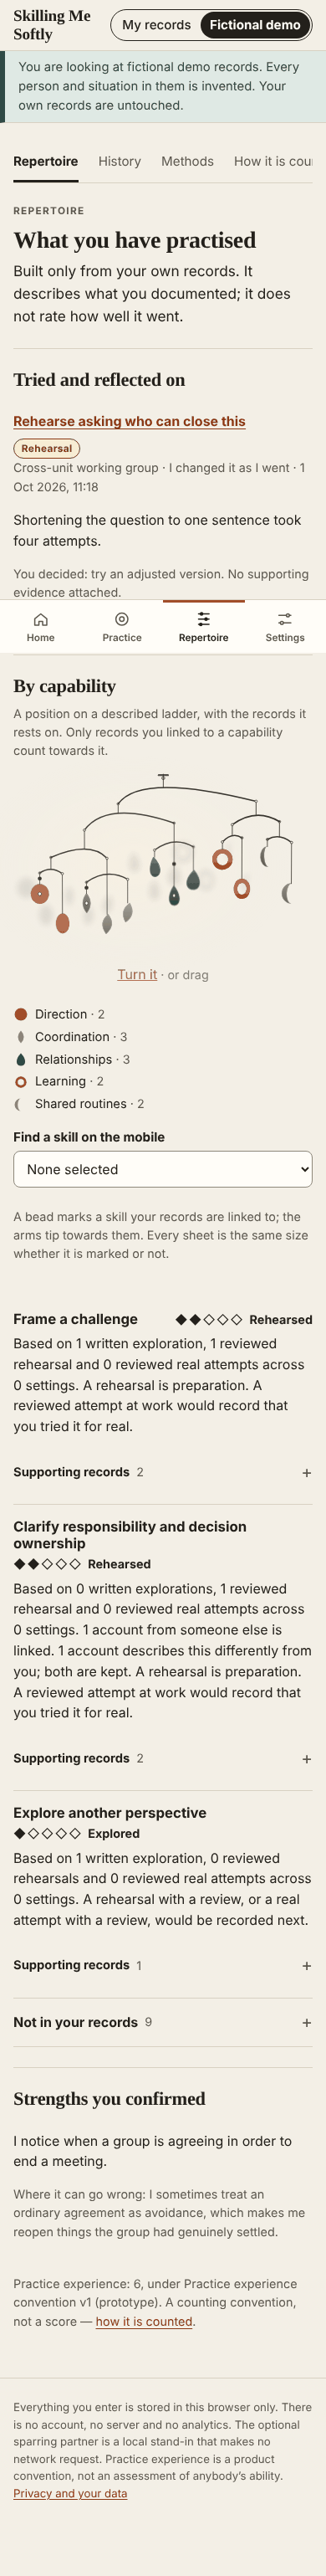 Skilling Me
Softly
My records
Fictional demo
You are looking at fictional demo records. Every
person and situation in them is invented. Your
own records are untouched.
Repertoire
History
Methods
How it is cou
REPERTOIRE
What you have practised
Built only from your own records. It
describes what you documented; it does
not rate how well it went.
Tried and reflected on
Rehearse asking who can close this
Rehearsal
Cross-unit working group · I changed it as I went · 1
Oct 2026, 11:18
Shortening the question to one sentence took
four attempts.
You decided: try an adjusted version. No supporting
evidence attached.
Home
Practice
Repertoire
Settings
By capability
A position on a described ladder, with the records it
rests on. Only records you linked to a capability
count towards it.
Turn it · or drag
Direction · 2
Coordination · 3
Relationships · 3
Learning · 2
Shared routines · 2
Find a skill on the mobile
None selected
A bead marks a skill your records are linked to; the
arms tip towards them. Every sheet is the same size
whether it is marked or not.
Frame a challenge
Rehearsed
Based on 1 written explorations, 1 reviewed
rehearsal and 0 reviewed real attempts across
0 settings. A rehearsal is preparation. A
reviewed attempt at work would record that
you tried it for real.
Supporting records 2 +
Clarify responsibility and decision
ownership
Rehearsed
Based on 0 written explorations, 1 reviewed
rehearsal and 0 reviewed real attempts across
0 settings. 1 account from someone else is
linked. 1 account describes this differently from
you; both are kept. A rehearsal is preparation.
A reviewed attempt at work would record that
you tried it for real.
Supporting records 2 +
Explore another perspective
Explored
Based on 1 written exploration, 0 reviewed
rehearsals and 0 reviewed real attempts across
0 settings. A rehearsal with a review, or a real
attempt with a review, would be recorded next.
Supporting records 1 +
Not in your records 9 +
Strengths you confirmed
I notice when a group is agreeing in order to
end a meeting.
Where it can go wrong: I sometimes treat an
ordinary agreement as avoidance, which makes me
reopen things the group had genuinely settled.
Practice experience: 6, under Practice experience
convention v1 (prototype). A counting convention,
not a score — how it is counted.
Everything you enter is stored in this browser only. There
is no account, no server and no analytics. The optional
sparring partner is a local stand-in that makes no
network request. Practice experience is a product
convention, not an assessment of anybody's ability.
Privacy and your data